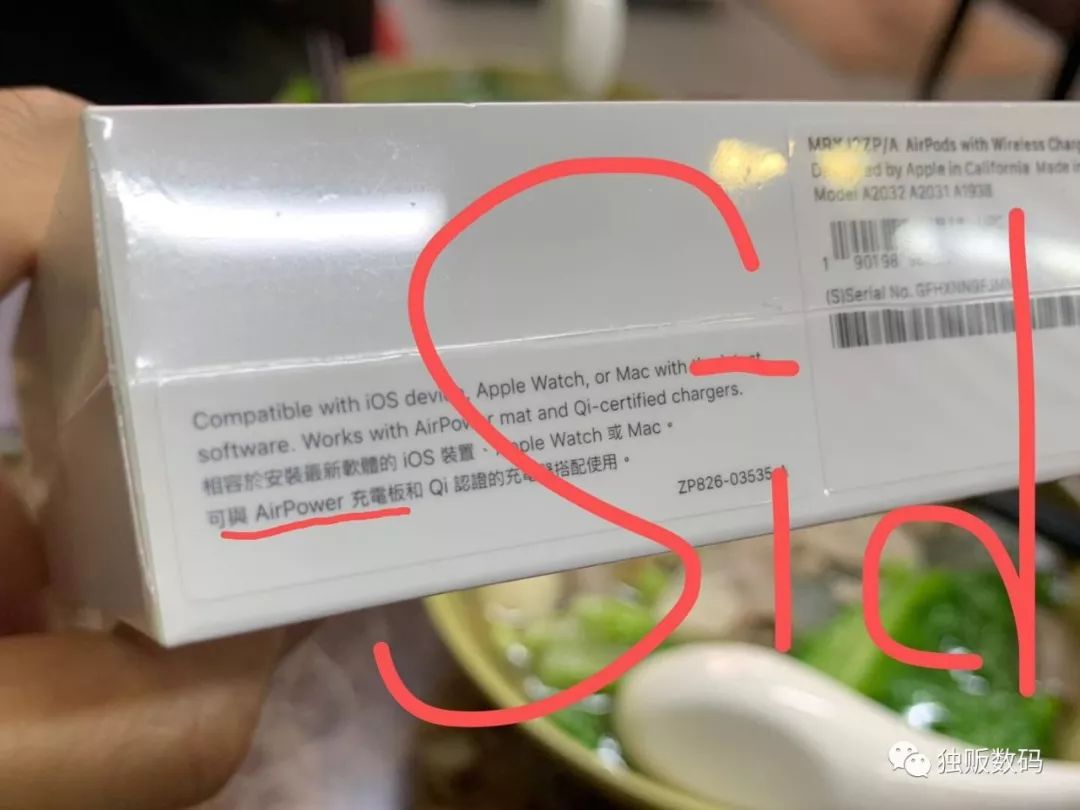 AirPods with Wireless
by Apple in California Made in
Model A2032 A2031 A1938
1 90198
(S)Serial No.
Compatible with iOS Apple Watch, or Mac with
software. Works with AirPower mat and Qi-certified chargers.
相容於安裝最新軟體的 iOS 裝置、Apple Watch 或 Mac。
可與 AirPower 充電板和 Qi 認證的充電器搭配使用。
ZP826-03535-A
Sid
独贩数码